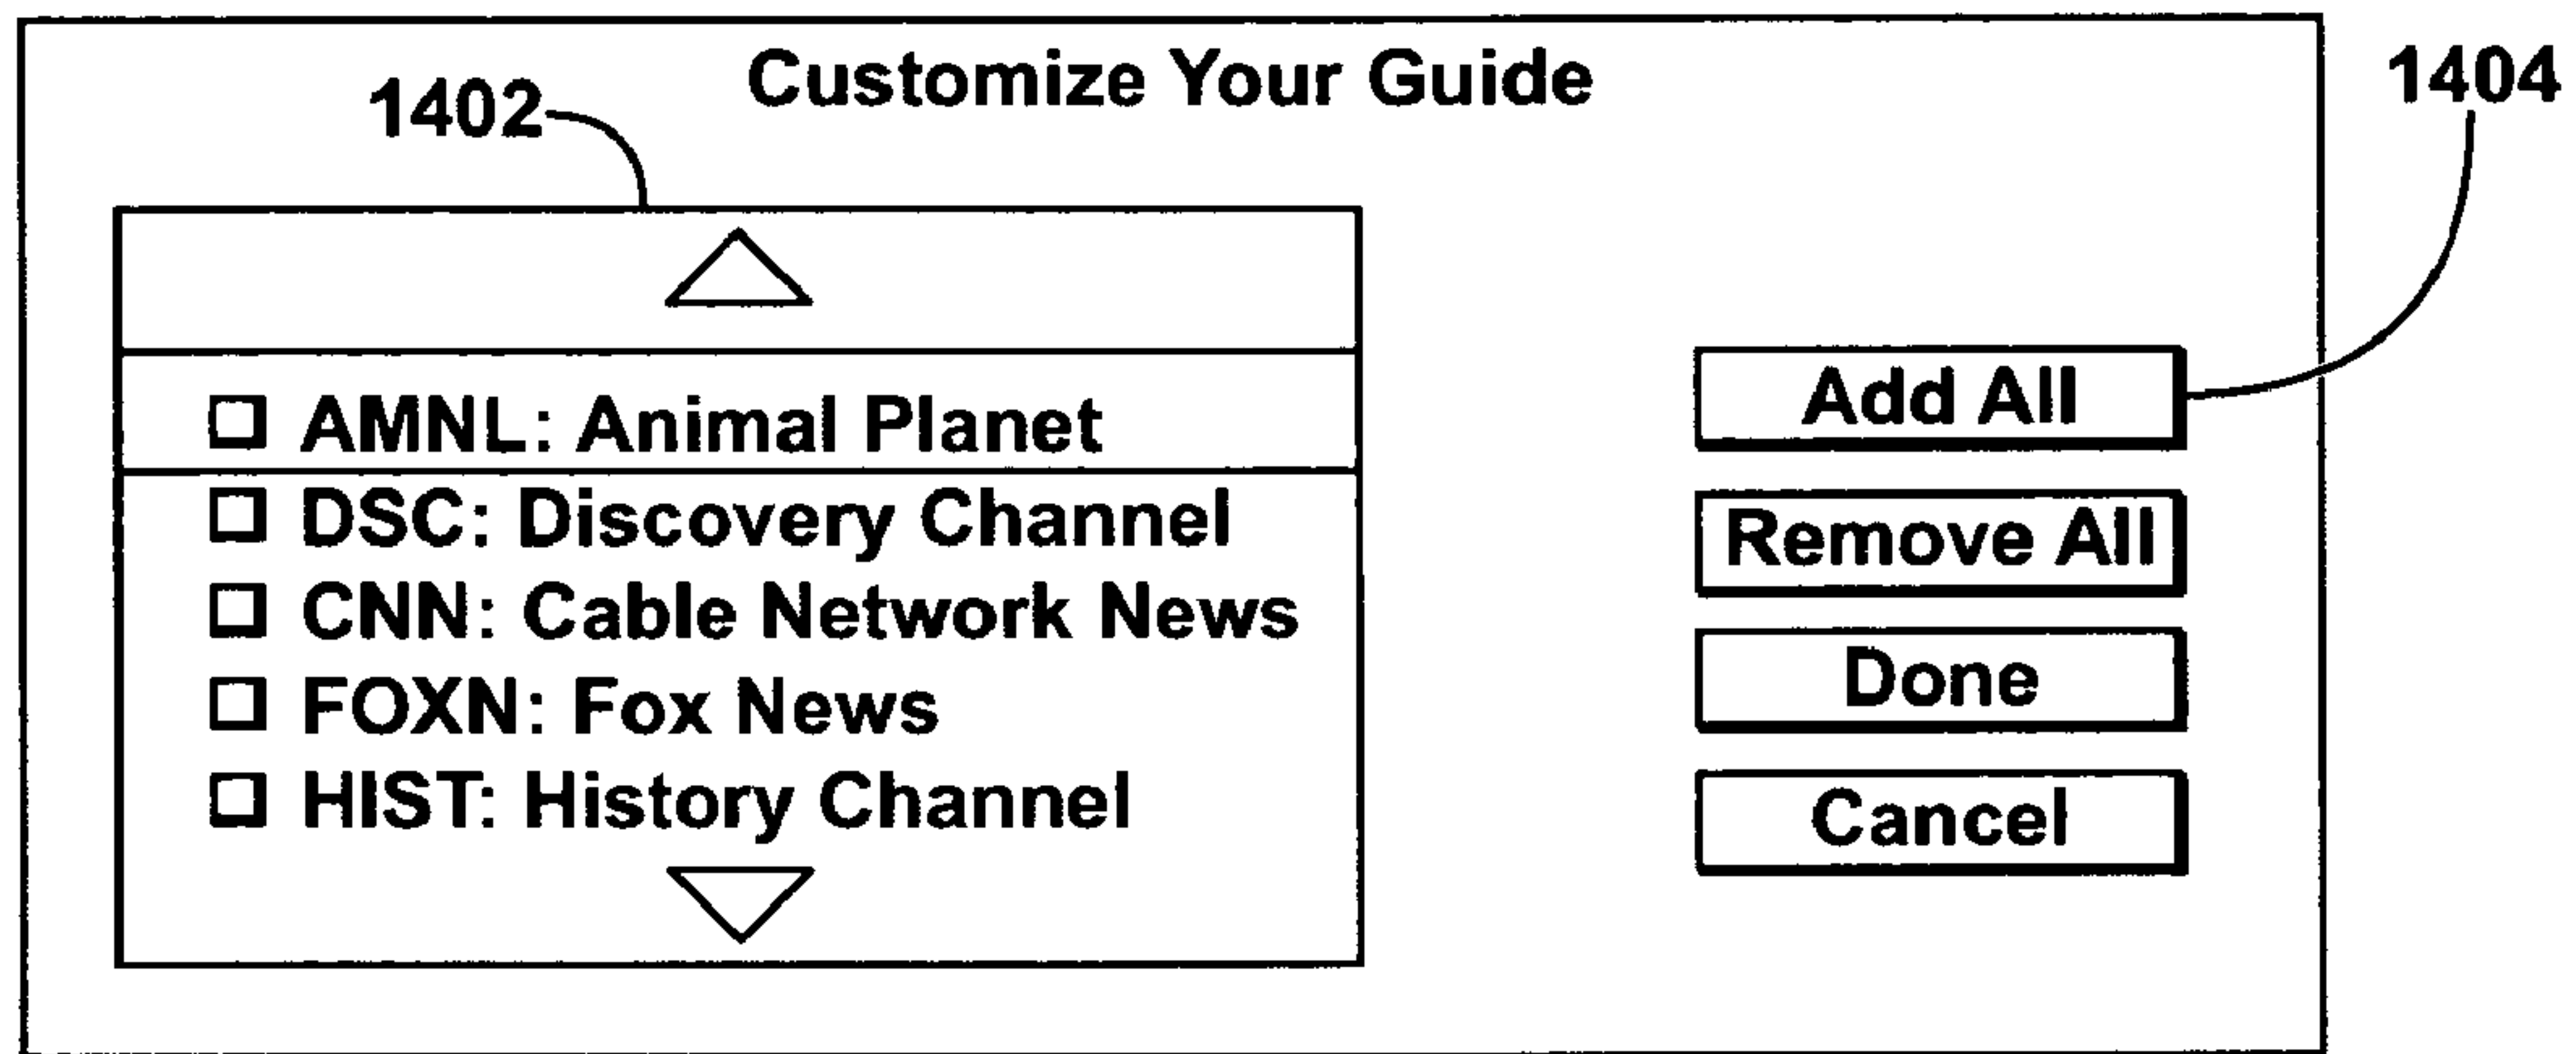 Customize Your Guide
1402
1404
☐ AMNL: Animal Planet
☐ DSC: Discovery Channel
☐ CNN: Cable Network News
☐ FOXN: Fox News
☐ HIST: History Channel
Add All
Remove All
Done
Cancel